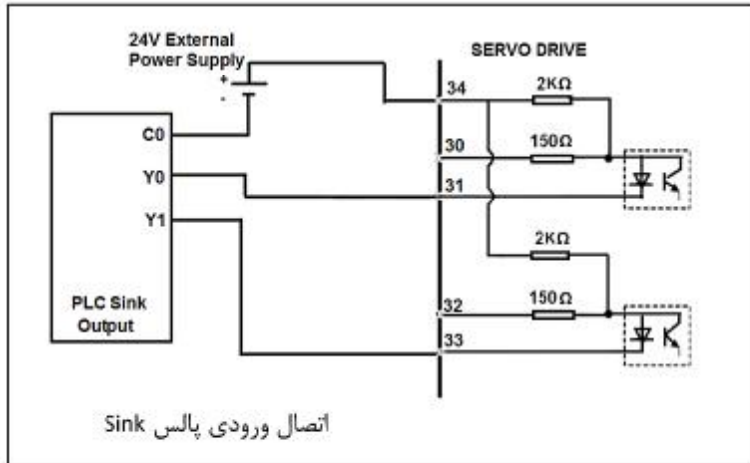 24V External
Power Supply
+
-
SERVO DRIVE
34
2KΩ
C0
30
150Ω
Y0
31
Y1
2KΩ
PLC Sink
Output
32
150Ω
33
اتصال ورودی پالس Sink